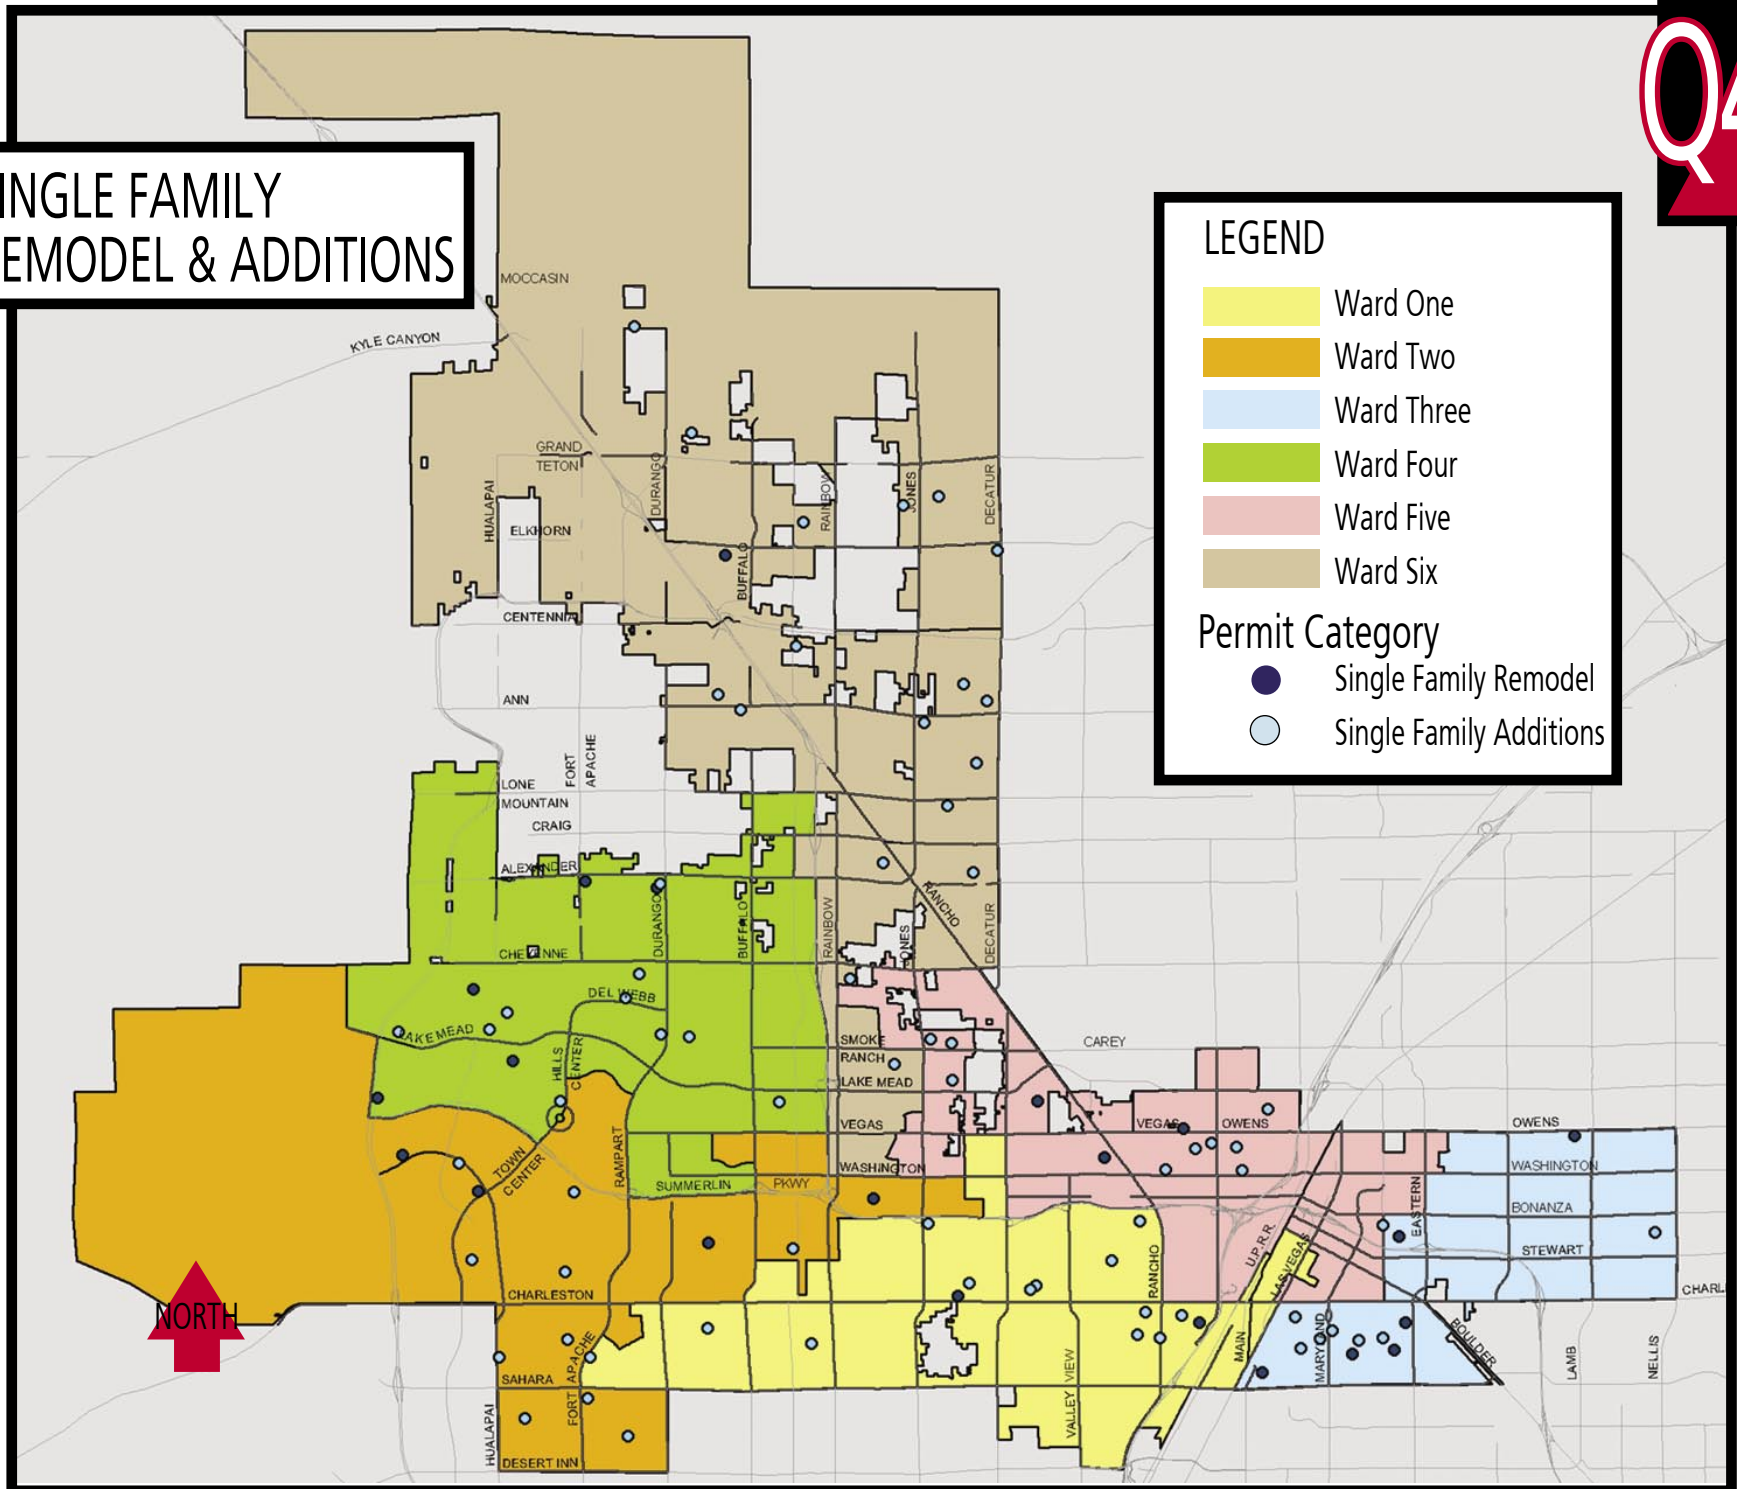 Q4
INGLE FAMILY
EMODEL & ADDITIONS
LEGEND
Ward One
Ward Two
Ward Three
Ward Four
Ward Five
Ward Six
Permit Category
Single Family Remodel
Single Family Additions
MOCCASIN
KYLE CANYON
GRAND
TETON
HUALAPAI
DURANGO
RAINBOW
JONES
DECATUR
ELKHORN
BUFFALO
CENTENNIA
ANN
FORT
APACHE
LONE
MOUNTAIN
CRAIG
ALEXANDER
RANCHO
DURANGO
BUFFALO
RAINBOW
JONES
DECATUR
CHEYENNE
DEL WEBB
LAKE MEAD
HILLS
CENTER
SMOKE
RANCH
LAKE MEAD
CAREY
VEGAS
VEGAS
OWENS
OWENS
TOWN
CENTER
RAMPART
WASHINGTON
WASHINGTON
SUMMERLIN
PKWY
EASTERN
BONANZA
STEWART
RANCHO
U.P.R.R.
LAS VEGAS
CHARLESTON
CHARL
NORTH
FORT APACHE
SAHARA
VALLEY VIEW
MAIN
MARYLAND
BOULDER
LAMB
NELLIS
HUALAPAI
DESERT INN